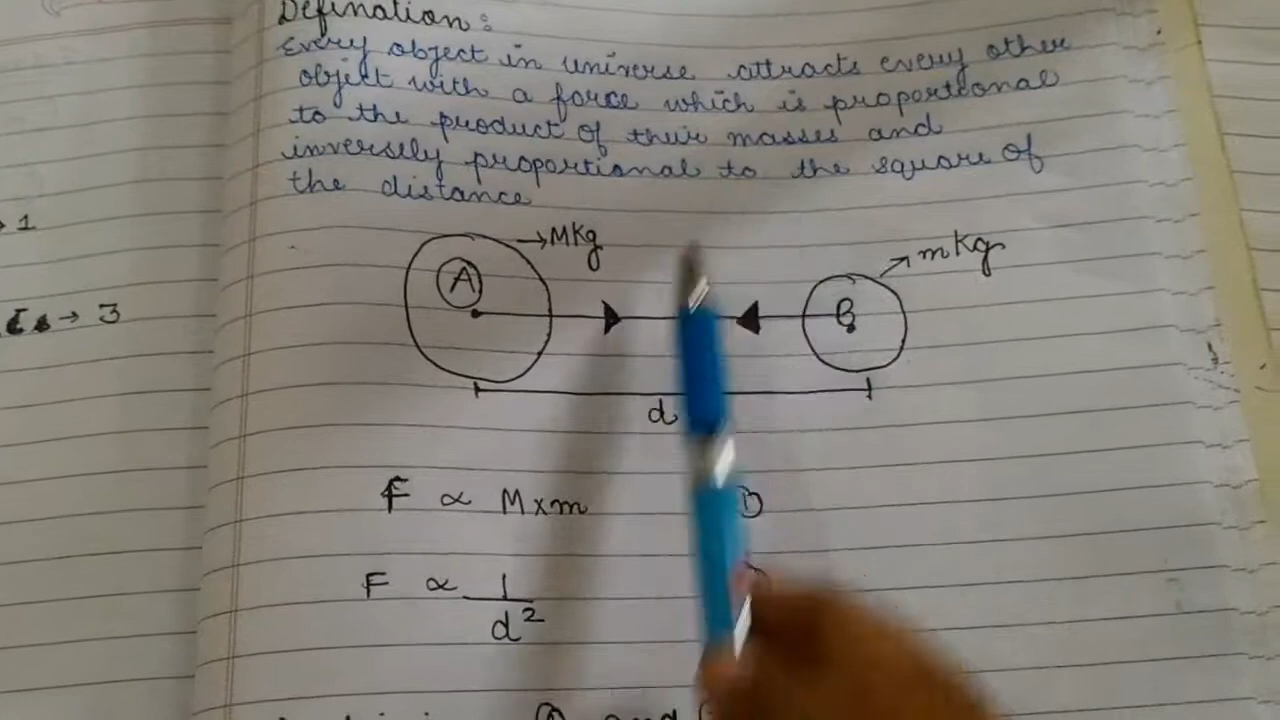 Defination:
Every object in universe attracts every other
object with a force which is proportional
to the product of their masses and
inversely proportional to the square of
the distance
→ 1
→ 3
A
→MKg
B
→mKg
d
F ∝ M×m
F ∝ 1/d²
and